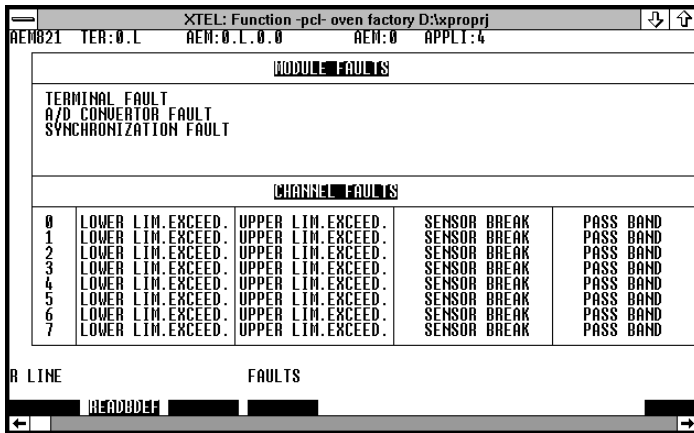 XTEL: Function -pcl- oven factory D:\xproprj
AEM821 TER:0.L AEM:0.L.0.0 AEM:0 APPLI:4
MODULE FAULTS
TERMINAL FAULT
A/D CONVERTOR FAULT
SYNCHRONIZATION FAULT
CHANNEL FAULTS
0 LOWER LIM.EXCEED. UPPER LIM.EXCEED. SENSOR BREAK PASS BAND
1 LOWER LIM.EXCEED. UPPER LIM.EXCEED. SENSOR BREAK PASS BAND
2 LOWER LIM.EXCEED. UPPER LIM.EXCEED. SENSOR BREAK PASS BAND
3 LOWER LIM.EXCEED. UPPER LIM.EXCEED. SENSOR BREAK PASS BAND
4 LOWER LIM.EXCEED. UPPER LIM.EXCEED. SENSOR BREAK PASS BAND
5 LOWER LIM.EXCEED. UPPER LIM.EXCEED. SENSOR BREAK PASS BAND
6 LOWER LIM.EXCEED. UPPER LIM.EXCEED. SENSOR BREAK PASS BAND
7 LOWER LIM.EXCEED. UPPER LIM.EXCEED. SENSOR BREAK PASS BAND
R LINE FAULTS
READBDEF